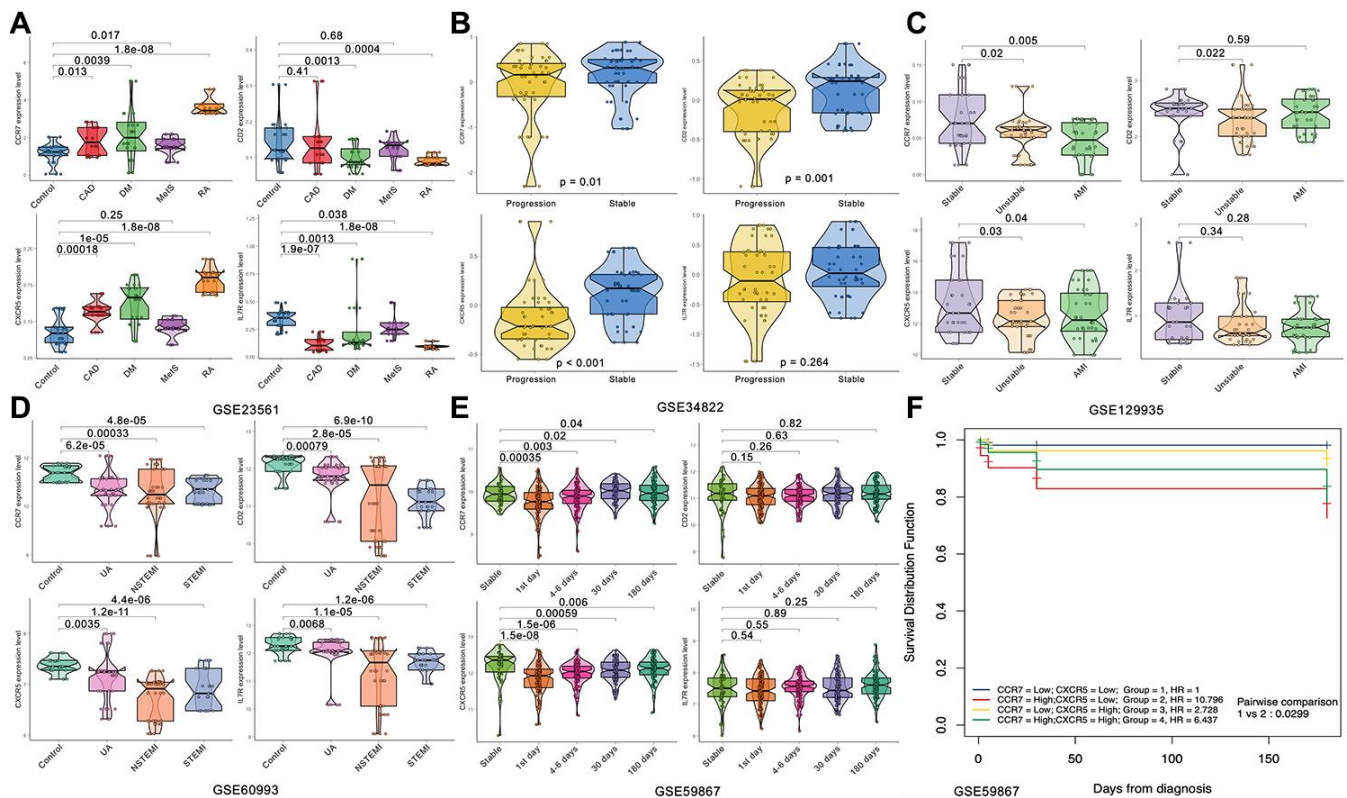 A
0.017
1.8e-08
0.0039
0.013
CCR7 expression level
Control CAD DM MetS RA
0.68
0.0004
0.0013
0.41
CD2 expression level
Control CAD DM MetS RA
0.25
1.8e-08
1e-05
0.00018
CXCR5 expression level
Control CAD DM MetS RA
0.038
1.8e-08
0.0013
1.9e-07
IL7R expression level
Control CAD DM MetS RA
GSE23561
B
CCR7 expression level
p = 0.01
Progression Stable
CD2 expression level
p = 0.001
Progression Stable
CXCR5 expression level
p < 0.001
Progression Stable
IL7R expression level
p = 0.264
Progression Stable
GSE34822
C
0.005
0.02
CCR7 expression level
Stable Unstable AMI
0.59
0.022
CD2 expression level
Stable Unstable AMI
0.04
0.03
CXCR5 expression level
Stable Unstable AMI
0.28
0.34
IL7R expression level
Stable Unstable AMI
GSE129935
D
4.8e-05
0.00033
6.2e-05
CCR7 expression level
Control UA NSTEMI STEMI
6.9e-10
2.8e-05
0.00079
CD2 expression level
Control UA NSTEMI STEMI
4.4e-06
1.2e-11
0.0035
CXCR5 expression level
Control UA NSTEMI STEMI
1.2e-06
1.1e-05
0.0068
IL7R expression level
Control UA NSTEMI STEMI
GSE60993
E
0.04
0.02
0.003
0.00035
CCR7 expression level
Stable 1st day 4-6 days 30 days 180 days
0.82
0.63
0.26
0.15
CD2 expression level
Stable 1st day 4-6 days 30 days 180 days
0.006
0.00059
1.5e-06
1.5e-08
CXCR5 expression level
Stable 1st day 4-6 days 30 days 180 days
0.25
0.89
0.55
0.54
IL7R expression level
Stable 1st day 4-6 days 30 days 180 days
GSE59867
F
Survival Distribution Function
1.0
0.8
0.6
0.4
0.2
0.0
CCR7 = Low; CXCR5 = Low; Group = 1, HR = 1
CCR7 = High;CXCR5 = Low; Group = 2, HR = 10.796
CCR7 = Low; CXCR5 = High; Group = 3, HR = 2.728
CCR7 = High;CXCR5 = High; Group = 4, HR = 6.437
Pairwise comparison
1 vs 2 : 0.0299
0 50 100 150
Days from diagnosis
GSE59867